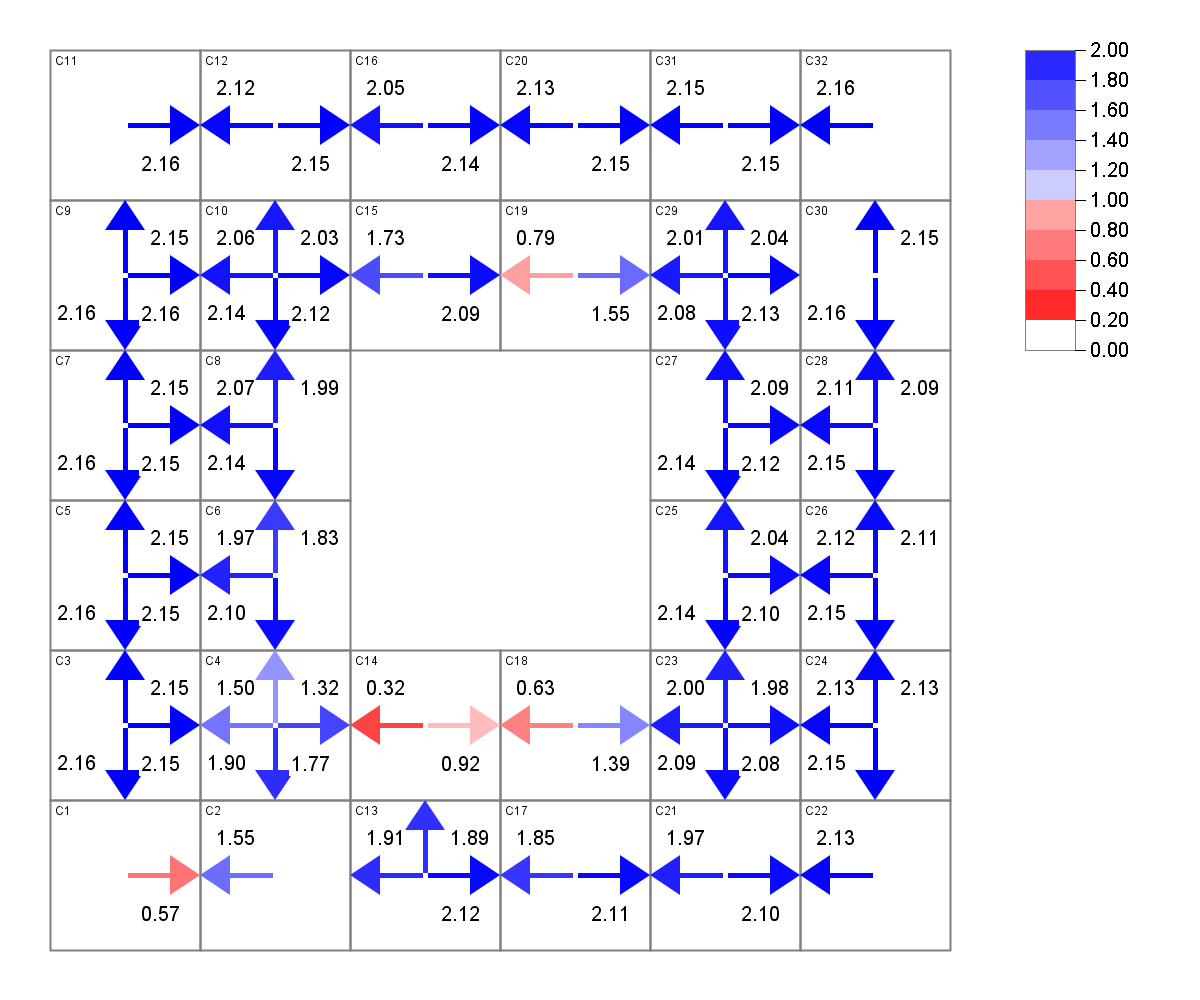 C11 C12 C16 C20 C31 C32 2.00
2.12 2.05 2.13 2.15 2.16 1.80
1.60
1.40
2.16 2.15 2.14 2.15 2.15 1.20
1.00
C9 C10 C15 C19 C29 C30
2.15 2.06 2.03 1.73 0.79 2.01 2.04 2.15 0.80
0.60
0.40
2.16 2.16 2.14 2.12 2.09 1.55 2.08 2.13 2.16 0.20
0.00
C7 C8 C27 C28
2.15 2.07 1.99 2.09 2.11 2.09
2.16 2.15 2.14 2.14 2.12 2.15
C5 C6 C25 C26
2.15 1.97 1.83 2.04 2.12 2.11
2.16 2.15 2.10 2.14 2.10 2.15
C3 C4 C14 C18 C23 C24
2.15 1.50 1.32 0.32 0.63 2.00 1.98 2.13 2.13
2.16 2.15 1.90 1.77 0.92 1.39 2.09 2.08 2.15
C1 C2 C13 C17 C21 C22
1.55 1.91 1.89 1.85 1.97 2.13
0.57 2.12 2.11 2.10